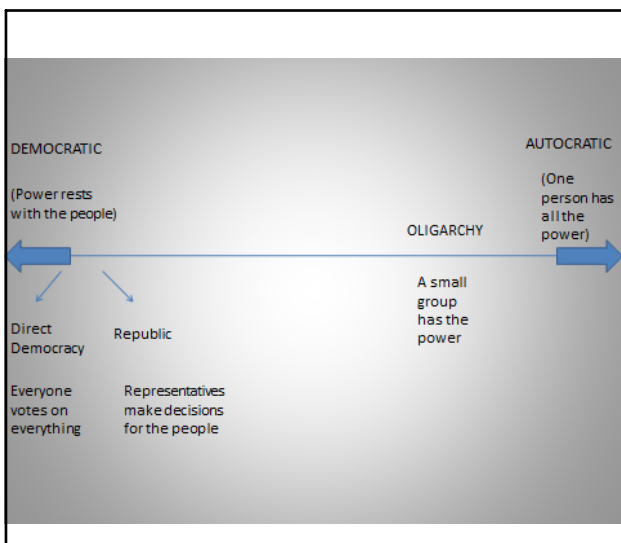 DEMOCRATIC
(Power rests
with the people)
AUTOCRATIC
(One
person has
all the
power)
OLIGARCHY
A small
group
has the
power
Direct
Democracy
Republic
Everyone
votes on
everything
Representatives
make decisions
for the people